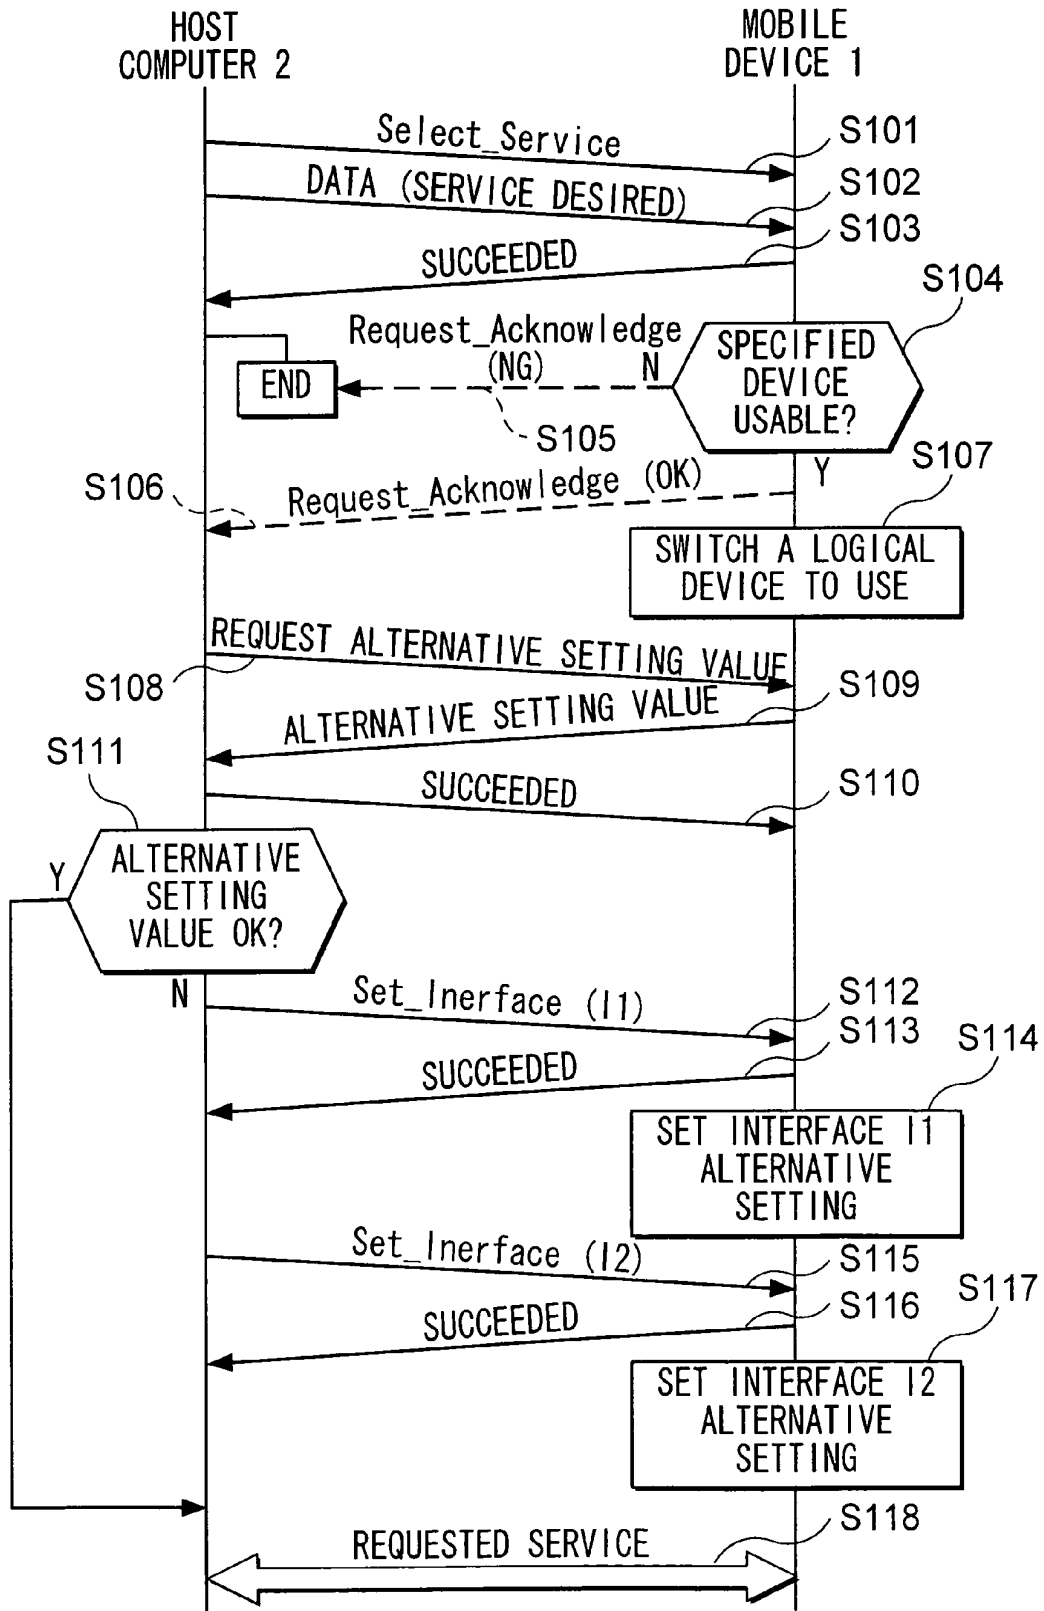 HOST
COMPUTER 2
MOBILE
DEVICE 1
Select_Service
S101
DATA (SERVICE DESIRED)
S102
SUCCEEDED
S103
S104
Request_Acknowledge
(NG)
N
SPECIFIED
DEVICE
USABLE?
END
S105
Y
S107
S106
Request_Acknowledge (OK)
SWITCH A LOGICAL
DEVICE TO USE
REQUEST ALTERNATIVE SETTING VALUE
S108
S109
ALTERNATIVE SETTING VALUE
S111
SUCCEEDED
S110
Y
ALTERNATIVE
SETTING
VALUE OK?
N
Set_Inerface (I1)
S112
S113
SUCCEEDED
S114
SET INTERFACE I1
ALTERNATIVE
SETTING
Set_Inerface (I2)
S115
S116
SUCCEEDED
S117
SET INTERFACE I2
ALTERNATIVE
SETTING
REQUESTED SERVICE
S118